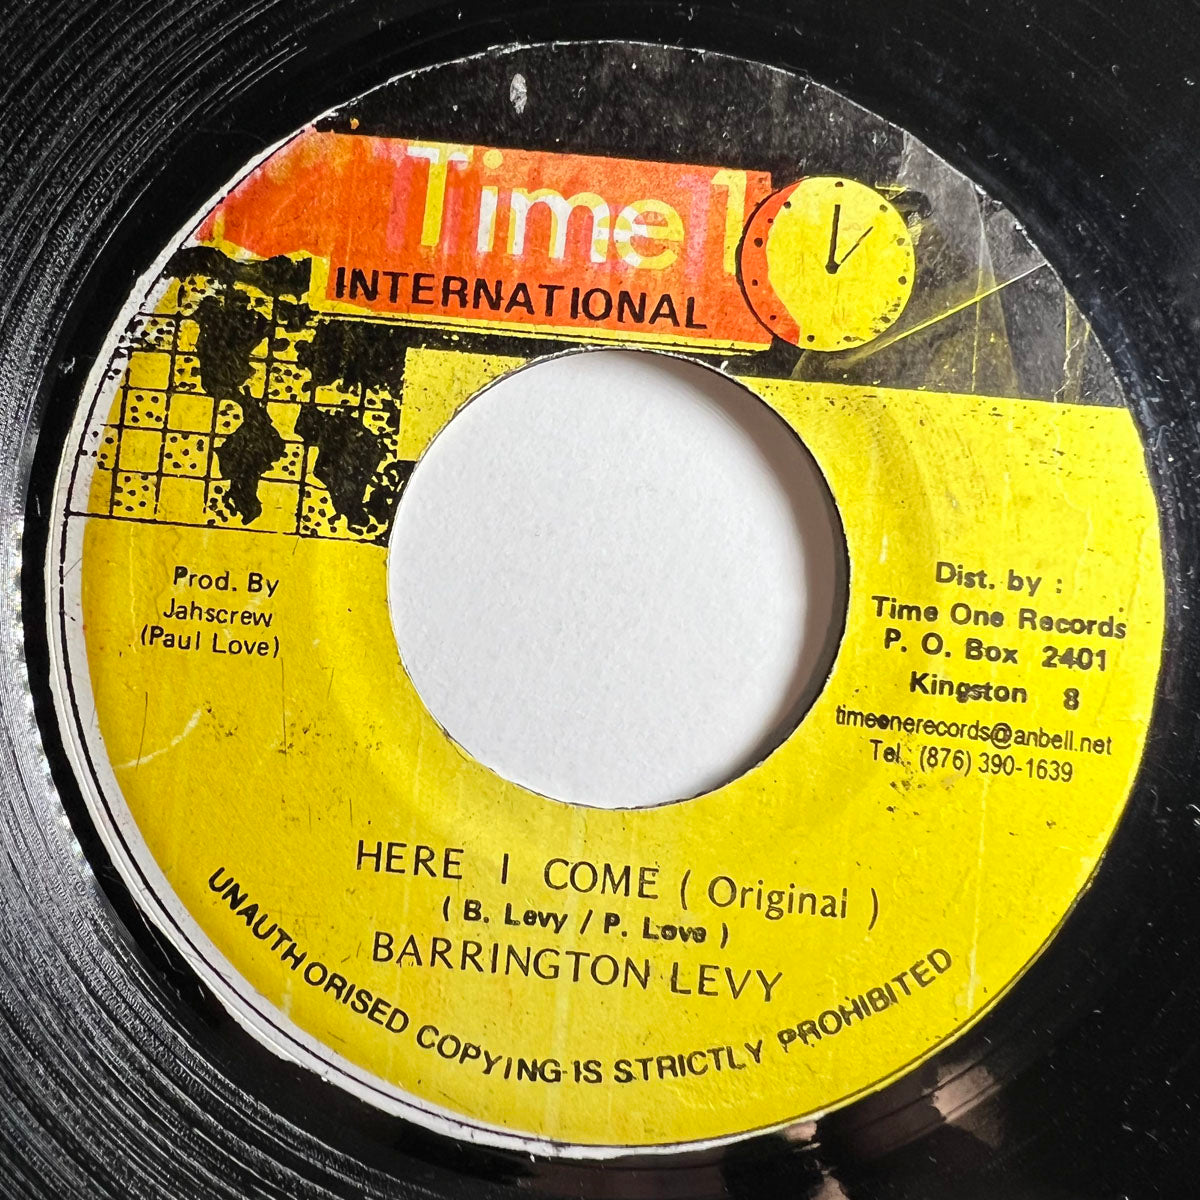 Time 1
INTERNATIONAL
Prod. By
Jahscrew
(Paul Love)
Dist. by :
Time One Records
P. O. Box 2401
Kingston 8
timeonerecords@anbell.net
Tel.: (876) 390-1639
HERE I COME ( Original )
( B. Levy / P. Love )
BARRINGTON LEVY
UNAUTHORISED COPYING IS STRICTLY PROHIBITED